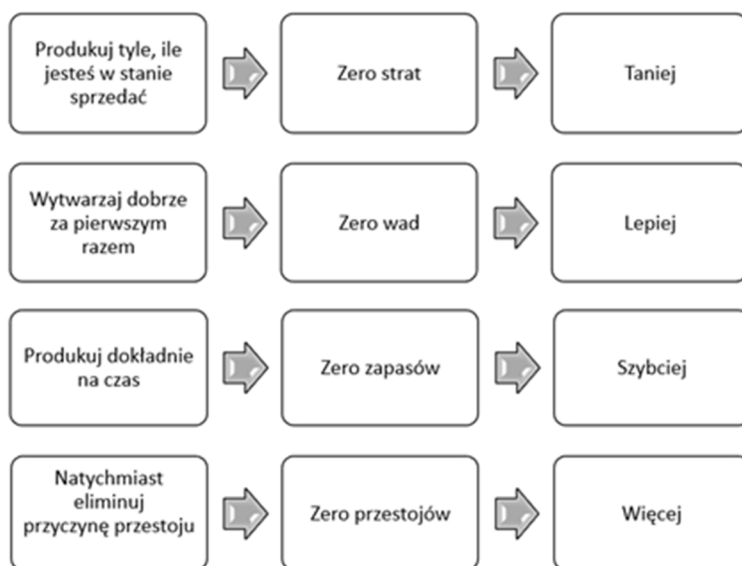 Produkuj tyle, ile
jesteś w stanie
sprzedać
Zero strat
Taniej
Wytwarzaj dobrze
za pierwszym
razem
Zero wad
Lepiej
Produkuj dokładnie
na czas
Zero zapasów
Szybciej
Natychmiast
eliminuj
przyczynę przestoju
Zero przestojów
Więcej